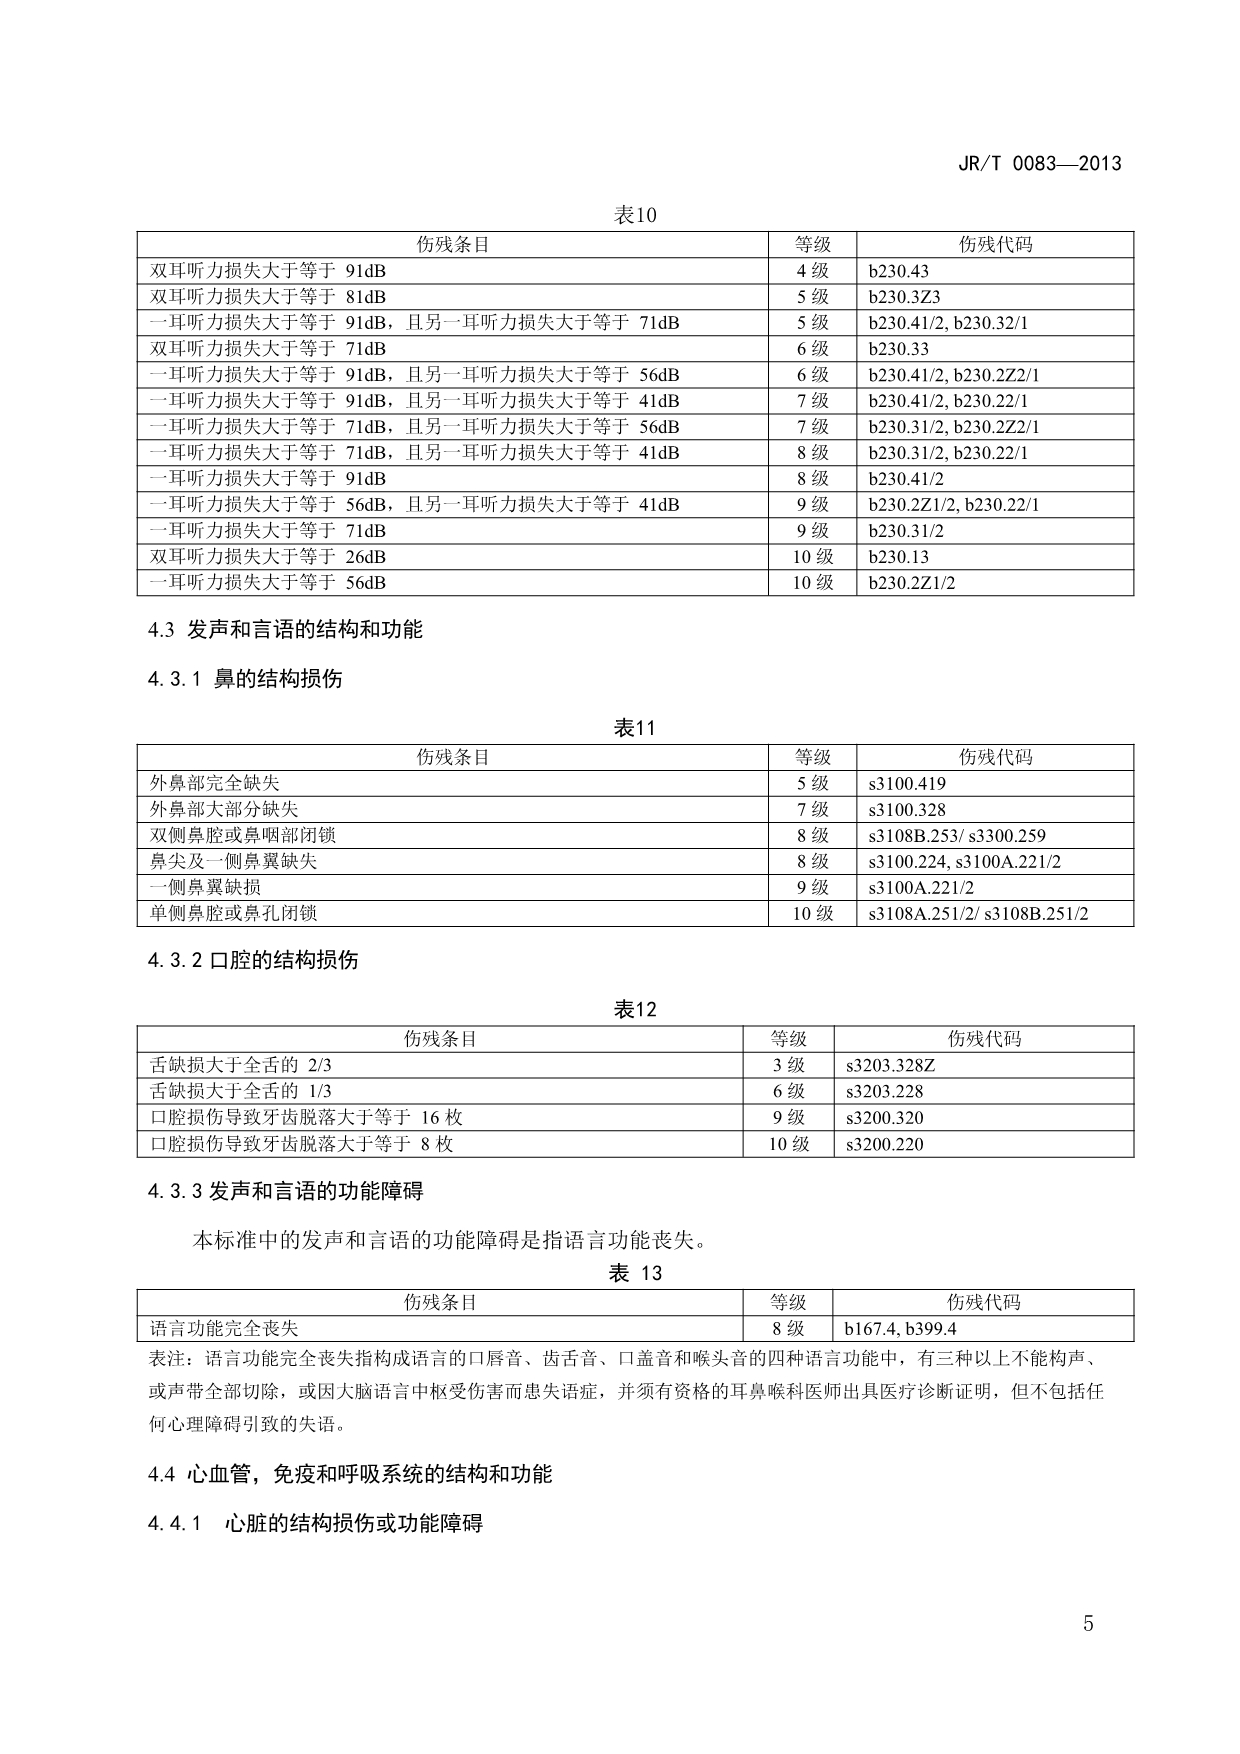 JR/T 0083—2013
表10
伤残条目 等级 伤残代码
双耳听力损失大于等于 91dB 4 级 b230.43
双耳听力损失大于等于 81dB 5 级 b230.3Z3
一耳听力损失大于等于 91dB，且另一耳听力损失大于等于 71dB 5 级 b230.41/2, b230.32/1
双耳听力损失大于等于 71dB 6 级 b230.33
一耳听力损失大于等于 91dB，且另一耳听力损失大于等于 56dB 6 级 b230.41/2, b230.2Z2/1
一耳听力损失大于等于 91dB，且另一耳听力损失大于等于 41dB 7 级 b230.41/2, b230.22/1
一耳听力损失大于等于 71dB，且另一耳听力损失大于等于 56dB 7 级 b230.31/2, b230.2Z2/1
一耳听力损失大于等于 71dB，且另一耳听力损失大于等于 41dB 8 级 b230.31/2, b230.22/1
一耳听力损失大于等于 91dB 8 级 b230.41/2
一耳听力损失大于等于 56dB，且另一耳听力损失大于等于 41dB 9 级 b230.2Z1/2, b230.22/1
一耳听力损失大于等于 71dB 9 级 b230.31/2
双耳听力损失大于等于 26dB 10 级 b230.13
一耳听力损失大于等于 56dB 10 级 b230.2Z1/2
4.3 发声和言语的结构和功能
4.3.1 鼻的结构损伤
表11
伤残条目 等级 伤残代码
外鼻部完全缺失 5 级 s3100.419
外鼻部大部分缺失 7 级 s3100.328
双侧鼻腔或鼻咽部闭锁 8 级 s3108B.253/ s3300.259
鼻尖及一侧鼻翼缺失 8 级 s3100.224, s3100A.221/2
一侧鼻翼缺损 9 级 s3100A.221/2
单侧鼻腔或鼻孔闭锁 10 级 s3108A.251/2/ s3108B.251/2
4.3.2 口腔的结构损伤
表12
伤残条目 等级 伤残代码
舌缺损大于全舌的 2/3 3 级 s3203.328Z
舌缺损大于全舌的 1/3 6 级 s3203.228
口腔损伤导致牙齿脱落大于等于 16 枚 9 级 s3200.320
口腔损伤导致牙齿脱落大于等于 8 枚 10 级 s3200.220
4.3.3 发声和言语的功能障碍
本标准中的发声和言语的功能障碍是指语言功能丧失。
表 13
伤残条目 等级 伤残代码
语言功能完全丧失 8 级 b167.4, b399.4
表注：语言功能完全丧失指构成语言的口唇音、齿舌音、口盖音和喉头音的四种语言功能中，有三种以上不能构声、
或声带全部切除，或因大脑语言中枢受伤害而患失语症，并须有资格的耳鼻喉科医师出具医疗诊断证明，但不包括任
何心理障碍引致的失语。
4.4 心血管，免疫和呼吸系统的结构和功能
4.4.1 心脏的结构损伤或功能障碍
5